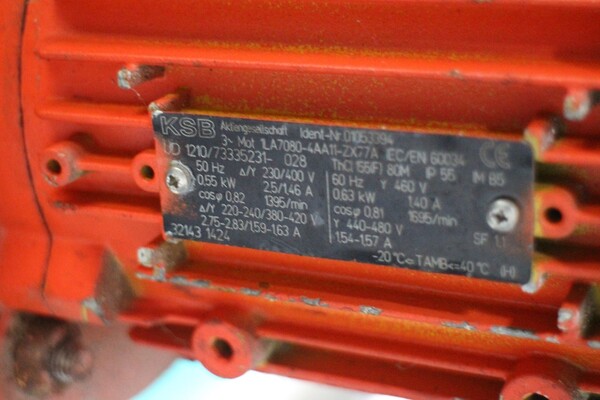 KSB Aktiengesellschaft Ident-Nr.01053394
3~ Mot 1LA7080-4AA11-ZX77A IEC/EN 60034 CE
UD 1210/73335231- 028 Th.Cl. 155(F) 80M IP 55 IM B5
50 Hz Δ/Y 230/400 V 60 Hz Y 460 V
0.55 kW 2.5/1.46 A 0.63 kW 1.40 A
cosφ 0.82 1395/min cosφ 0.81 1695/min
Δ/Y 220-240/380-420 V Y 440-480 V
2.75-2.83/1.59-1.63 A 1.54-1.57 A SF 1.1
32143 1424 -20°C<=TAMB<=40°C (H)